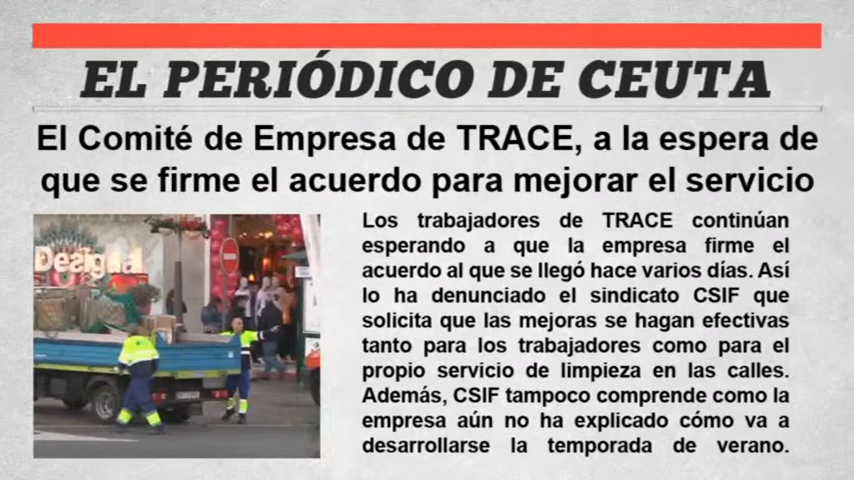 EL PERIÓDICO DE CEUTA
El Comité de Empresa de TRACE, a la espera de
que se firme el acuerdo para mejorar el servicio
Desigual
Los trabajadores de TRACE continúan
esperando a que la empresa firme el
acuerdo al que se llegó hace varios días. Así
lo ha denunciado el sindicato CSIF que
solicita que las mejoras se hagan efectivas
tanto para los trabajadores como para el
propio servicio de limpieza en las calles.
Además, CSIF tampoco comprende como la
empresa aún no ha explicado cómo va a
desarrollarse la temporada de verano.